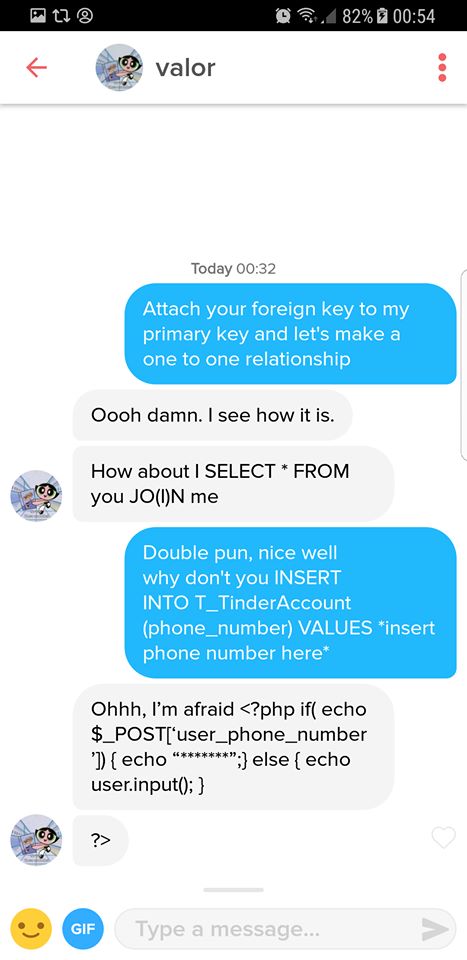 82% 00:54
valor
Today 00:32
Attach your foreign key to my
primary key and let's make a
one to one relationship
Oooh damn. I see how it is.
How about I SELECT * FROM
you JO(I)N me
Double pun, nice well
why don't you INSERT
INTO T_TinderAccount
(phone_number) VALUES *insert
phone number here*
Ohhh, I’m afraid <?php if( echo
$_POST[‘user_phone_number
’]) { echo “*******”;} else { echo
user.input(); }
?>
GIF
Type a message...